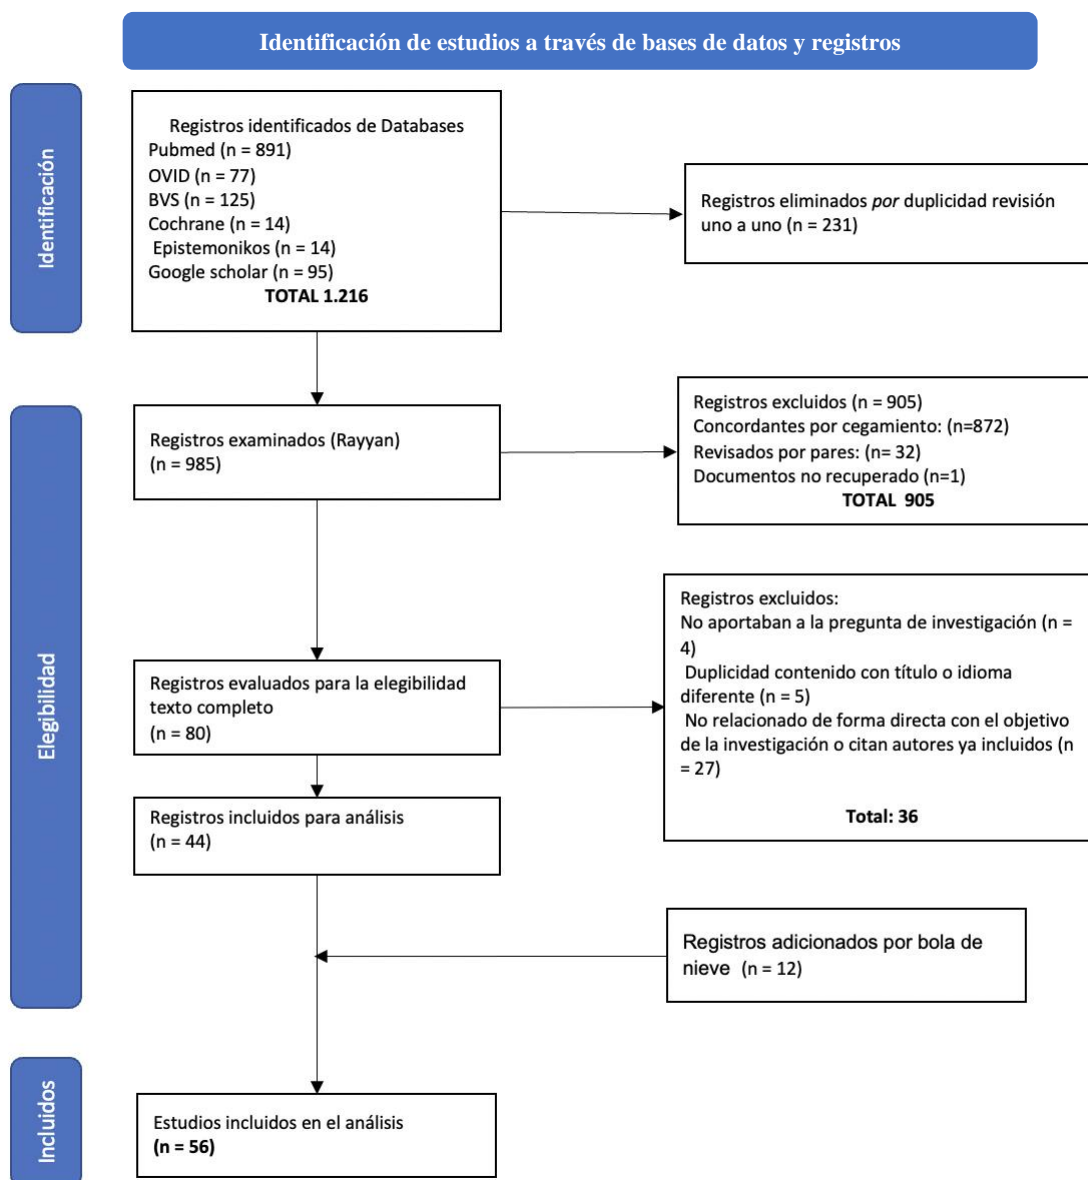 Identificación de estudios a través de bases de datos y registros
Identificación
Registros identificados de Databases
Pubmed (n = 891)
OVID (n = 77)
BVS (n = 125)
Cochrane (n = 14)
Epistemonikos (n = 14)
Google scholar (n = 95)
TOTAL 1.216
Registros eliminados por duplicidad revisión
uno a uno (n = 231)
Elegibilidad
Registros examinados (Rayyan)
(n = 985)
Registros excluidos (n = 905)
Concordantes por cegamiento: (n=872)
Revisados por pares: (n= 32)
Documentos no recuperado (n=1)
TOTAL 905
Registros evaluados para la elegibilidad
texto completo
(n = 80)
Registros excluidos:
No aportaban a la pregunta de investigación (n =
4)
Duplicidad contenido con título o idioma
diferente (n = 5)
No relacionado de forma directa con el objetivo
de la investigación o citan autores ya incluidos (n
= 27)
Total: 36
Registros incluidos para análisis
(n = 44)
Registros adicionados por bola de
nieve (n = 12)
Incluidos
Estudios incluidos en el análisis
(n = 56)